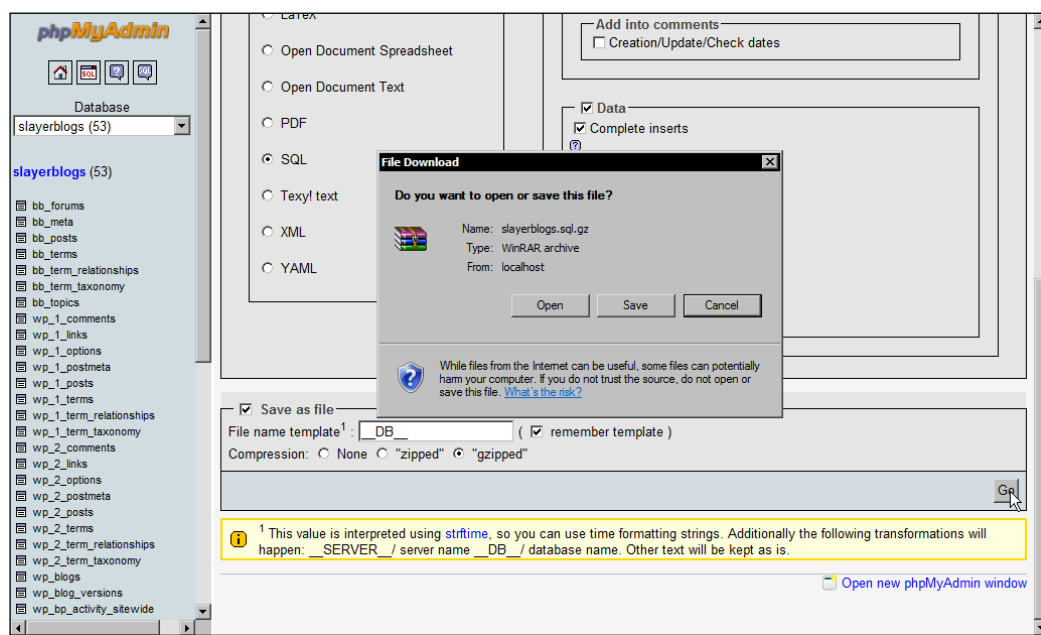 phpMyAdmin
SQL
Database
slayerblogs (53)
slayerblogs (53)
bb_forums
bb_meta
bb_posts
bb_terms
bb_term_relationships
bb_term_taxonomy
bb_topics
wp_1_comments
wp_1_links
wp_1_options
wp_1_postmeta
wp_1_posts
wp_1_terms
wp_1_term_relationships
wp_1_term_taxonomy
wp_2_comments
wp_2_links
wp_2_options
wp_2_postmeta
wp_2_posts
wp_2_terms
wp_2_term_relationships
wp_2_term_taxonomy
wp_blogs
wp_blog_versions
wp_bp_activity_sitewide
LaTeX
Open Document Spreadsheet
Open Document Text
PDF
SQL
Texy! text
XML
YAML
Add into comments
Creation/Update/Check dates
Data
Complete inserts
File Download
Do you want to open or save this file?
Name: slayerblogs.sql.gz
Type: WinRAR archive
From: localhost
Open Save Cancel
While files from the Internet can be useful, some files can potentially
harm your computer. If you do not trust the source, do not open or
save this file. What's the risk?
Save as file
File name template1 : __DB__ ( remember template )
Compression: None "zipped" "gzipped"
Go
1 This value is interpreted using strftime, so you can use time formatting strings. Additionally the following transformations will
happen: __SERVER__/ server name __DB__/ database name. Other text will be kept as is.
Open new phpMyAdmin window